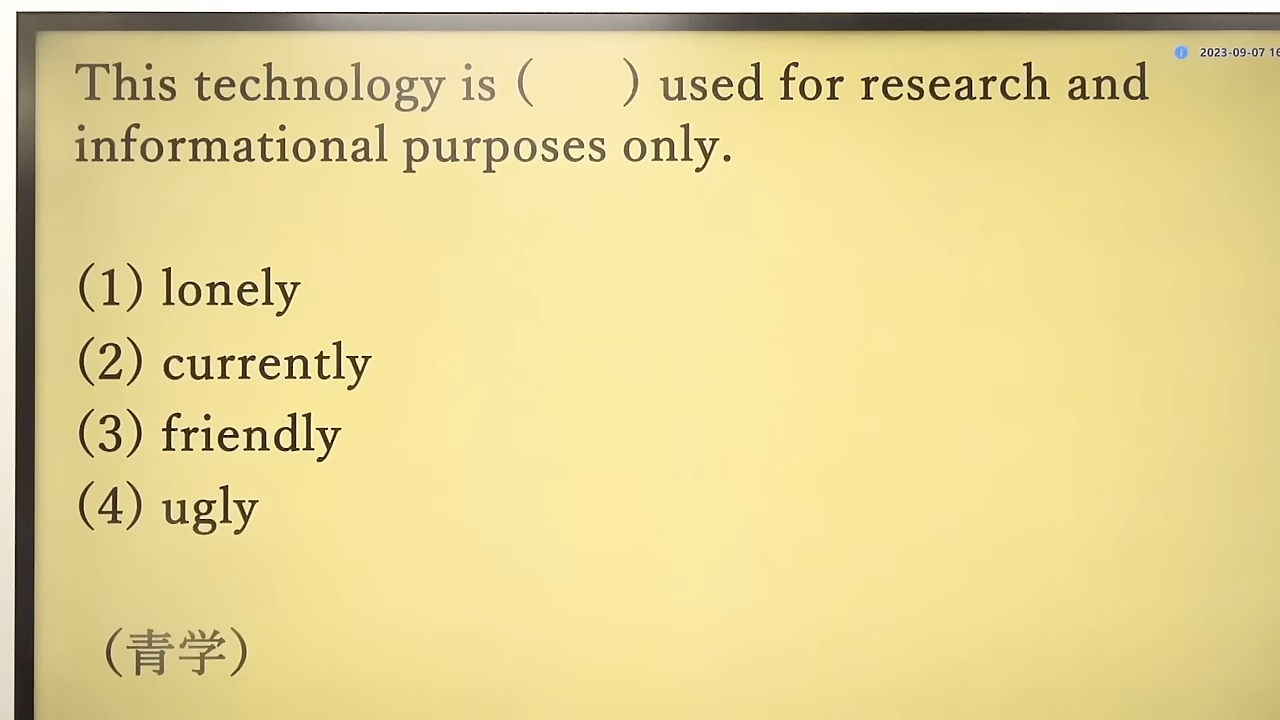 2023-09-07 16
This technology is (     ) used for research and
informational purposes only.
(1) lonely
(2) currently
(3) friendly
(4) ugly
(青学)